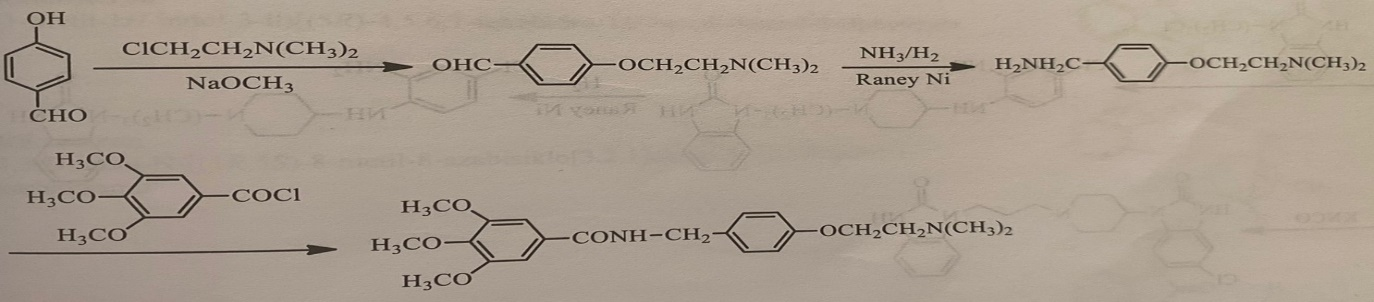 OH
ClCH2CH2N(CH3)2
NaOCH3
CHO
OHC
OCH2CH2N(CH3)2
NH3/H2
Raney Ni
H2NH2C
OCH2CH2N(CH3)2
H3CO
H3CO
H3CO
COCl
H3CO
H3CO
H3CO
CONH-CH2
OCH2CH2N(CH3)2